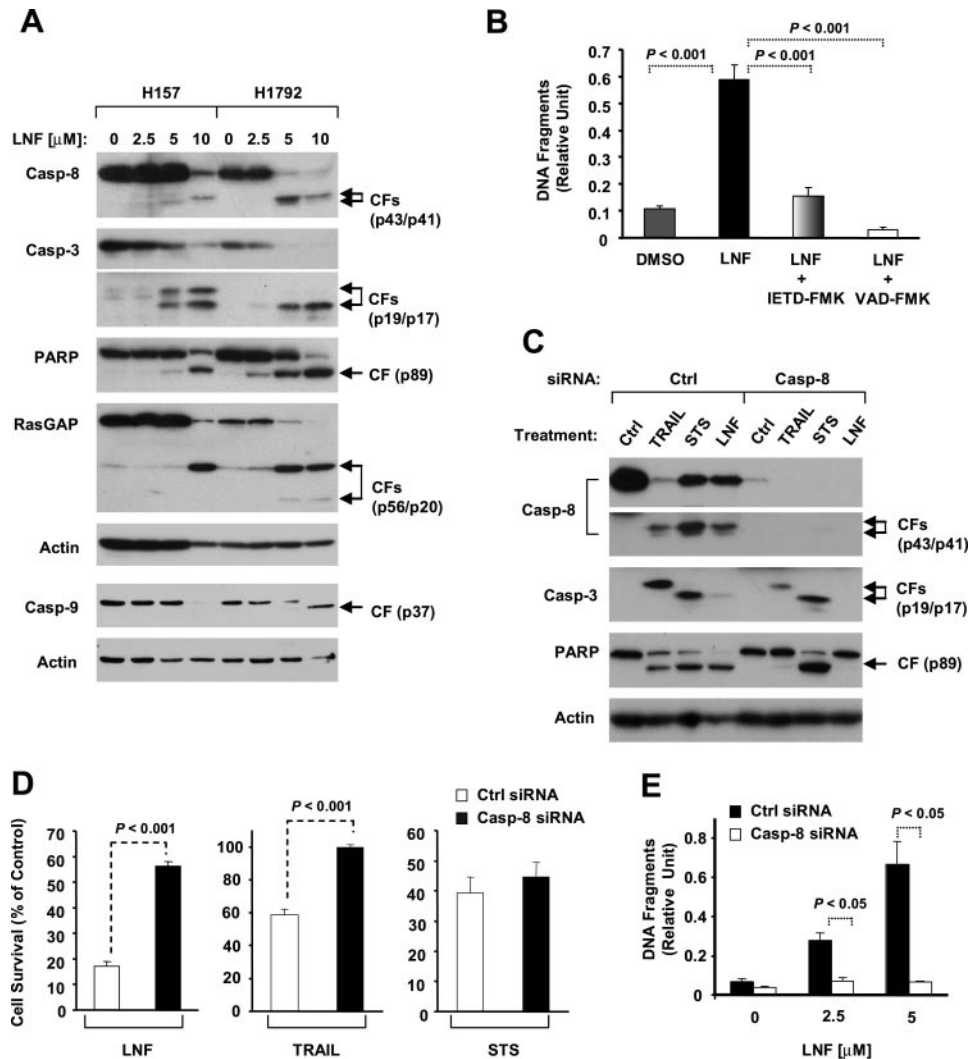 A
H157 H1792
LNF [μM]: 0 2.5 5 10 0 2.5 5 10
Casp-8
CFs
(p43/p41)
Casp-3
CFs
(p19/p17)
PARP
CF (p89)
RasGAP
CFs
(p56/p20)
Actin
Casp-9
CF (p37)
Actin
B
P < 0.001
P < 0.001
P < 0.001
DNA Fragments
(Relative Unit)
0.7
0.6
0.5
0.4
0.3
0.2
0.1
0
DMSO LNF LNF LNF
+ +
IETD-FMK VAD-FMK
C
siRNA: Ctrl Casp-8
Treatment: Ctrl TRAIL STS LNF Ctrl TRAIL STS LNF
Casp-8
CFs
(p43/p41)
Casp-3
CFs
(p19/p17)
PARP
CF (p89)
Actin
D
Cell Survival (% of Control)
70
60
50
40
30
20
10
0
P < 0.001
LNF
100
80
60
40
20
0
P < 0.001
TRAIL
Ctrl siRNA
Casp-8 siRNA
60
50
40
30
20
10
0
STS
E
Ctrl siRNA
Casp-8 siRNA
P < 0.05
P < 0.05
DNA Fragments
(Relative Unit)
0.8
0.6
0.4
0.2
0
0 2.5 5
LNF [μM]